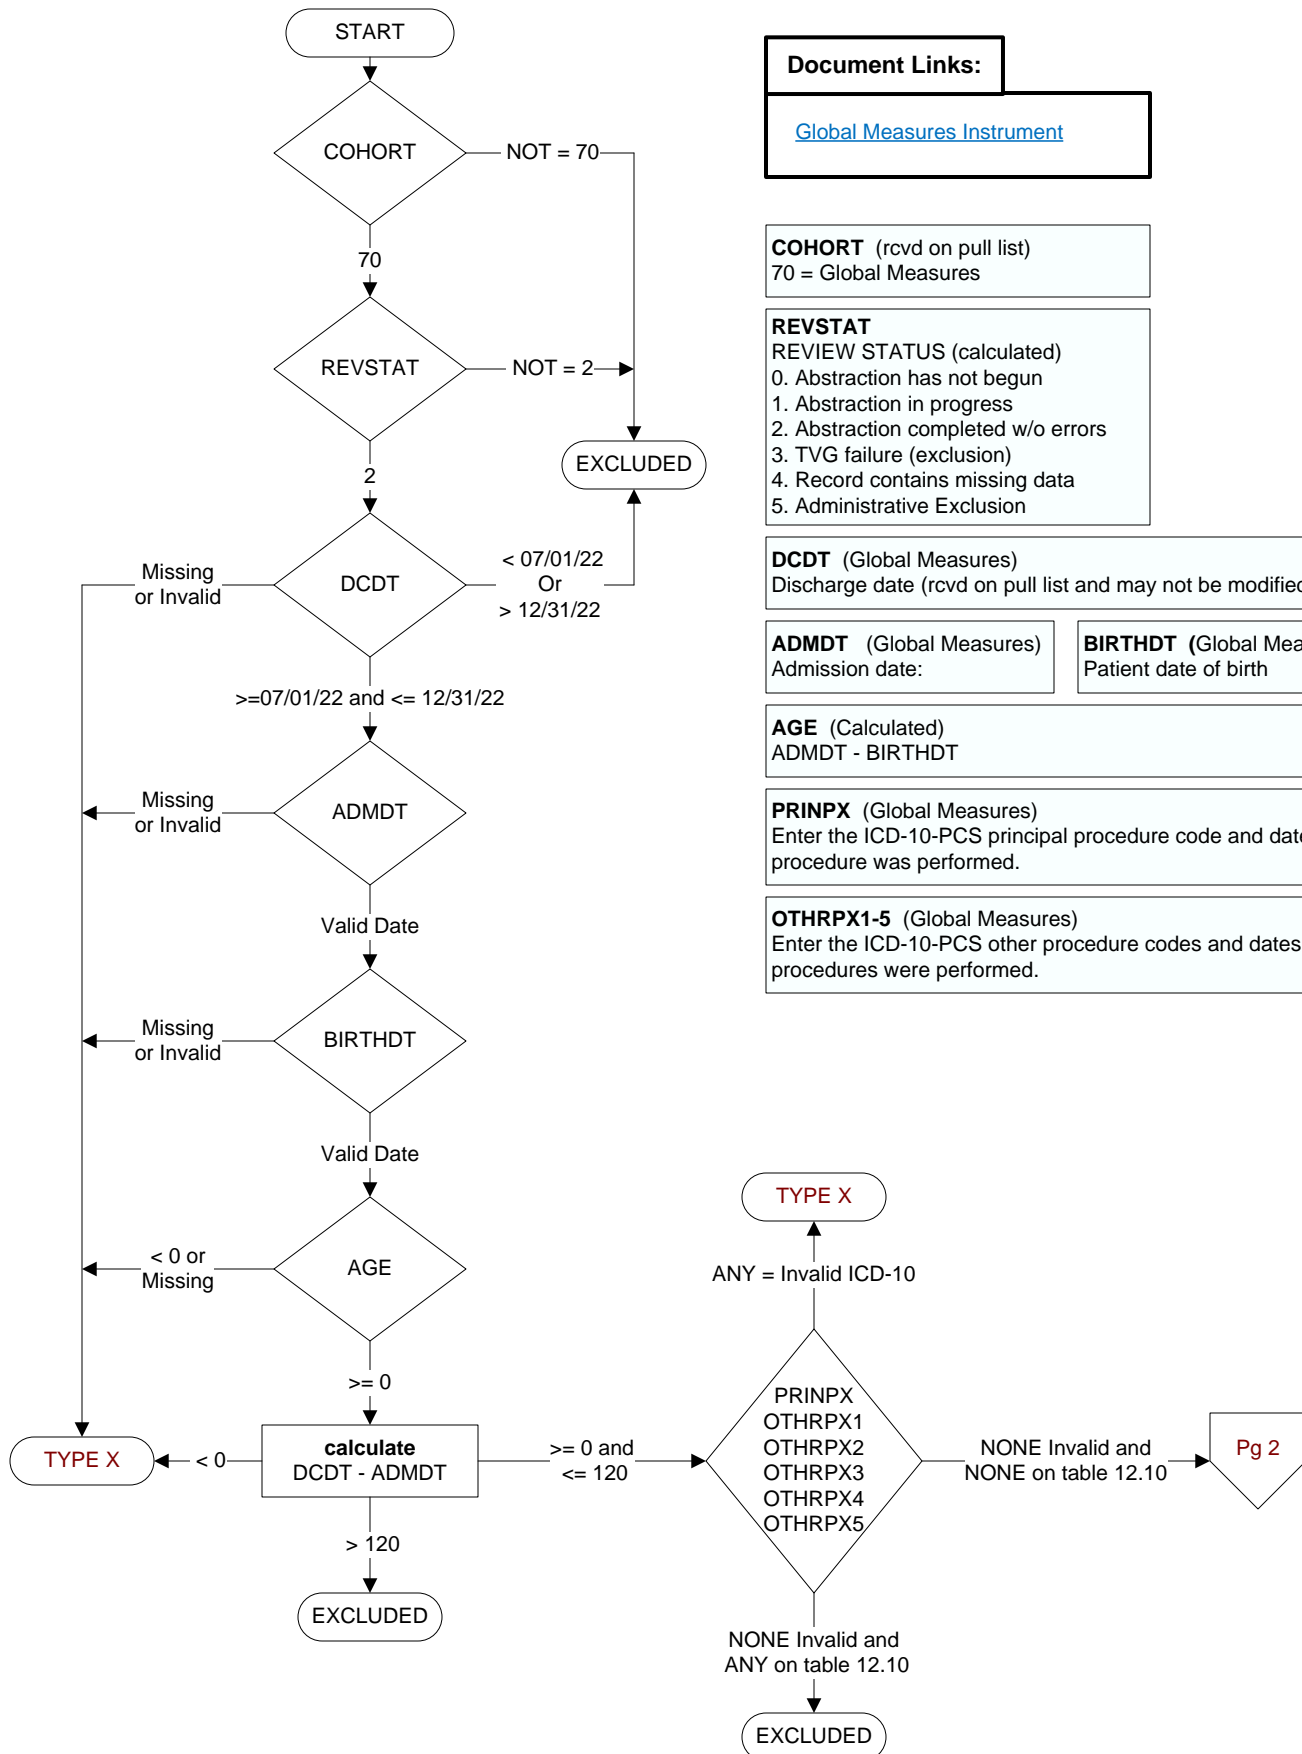 START
COHORT
NOT = 70
70
REVSTAT
NOT = 2
EXCLUDED
2
DCDT
Missing
or Invalid
< 07/01/22
Or
> 12/31/22
>=07/01/22 and <= 12/31/22
ADMDT
Missing
or Invalid
Valid Date
BIRTHDT
Missing
or Invalid
Valid Date
AGE
< 0 or
Missing
>= 0
calculate
DCDT - ADMDT
< 0
TYPE X
> 120
EXCLUDED
>= 0 and
<= 120
PRINPX
OTHRPX1
OTHRPX2
OTHRPX3
OTHRPX4
OTHRPX5
ANY = Invalid ICD-10
TYPE X
NONE Invalid and
NONE on table 12.10
Pg 2
NONE Invalid and
ANY on table 12.10
EXCLUDED
Document Links:
Global Measures Instrument
COHORT (rcvd on pull list)
70 = Global Measures
REVSTAT
REVIEW STATUS (calculated)
0. Abstraction has not begun
1. Abstraction in progress
2. Abstraction completed w/o errors
3. TVG failure (exclusion)
4. Record contains missing data
5. Administrative Exclusion
DCDT (Global Measures)
Discharge date (rcvd on pull list and may not be modified
ADMDT (Global Measures)
Admission date:
BIRTHDT (Global Mea
Patient date of birth
AGE (Calculated)
ADMDT - BIRTHDT
PRINPX (Global Measures)
Enter the ICD-10-PCS principal procedure code and date
procedure was performed.
OTHRPX1-5 (Global Measures)
Enter the ICD-10-PCS other procedure codes and dates
procedures were performed.